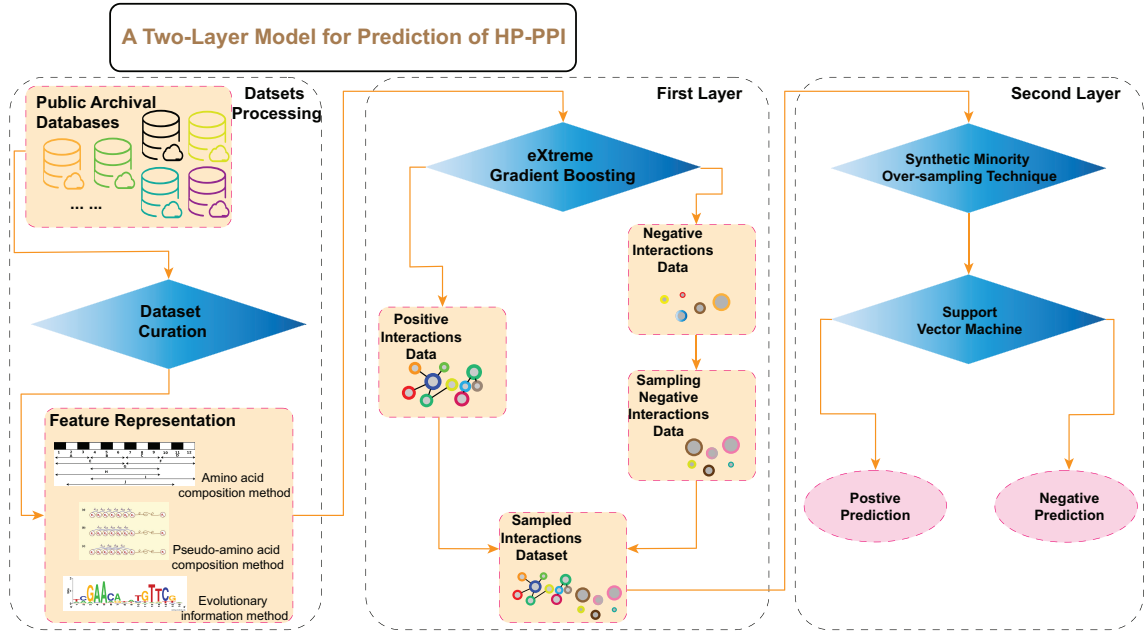 A Two-Layer Model for Prediction of HP-PPI
Datsets
Processing
Public Archival
Databases
... ...
Dataset
Curation
Feature Representation
Amino acid
composition method
Pseudo-amino acid
composition method
Evolutionary
information method
First Layer
eXtreme
Gradient Boosting
Negative
Interactions
Data
Positive
Interactions
Data
Sampling
Negative
Interactions
Data
Sampled
Interactions
Dataset
Second Layer
Synthetic Minority
Over-sampling Technique
Support
Vector Machine
Postive
Prediction
Negative
Prediction